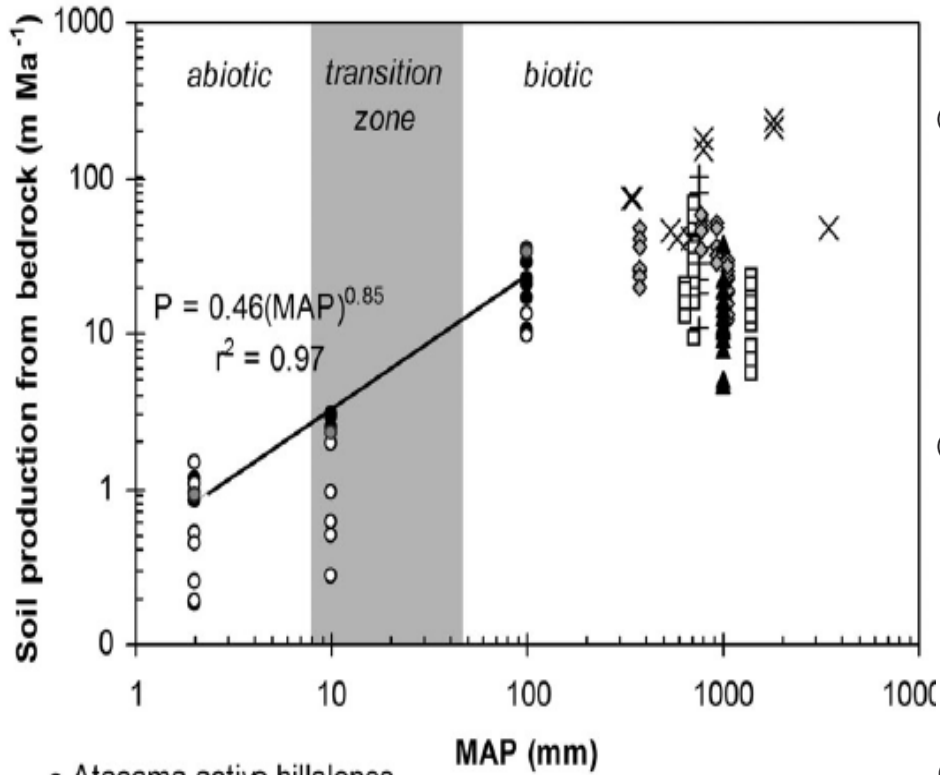 Soil production from bedrock (m Ma⁻¹)
1000
100
10
1
0
abiotic
transition
zone
biotic
P = 0.46(MAP)^0.85
r² = 0.97
1 10 100 1000 1000
MAP (mm)
Atacama active hillslopes